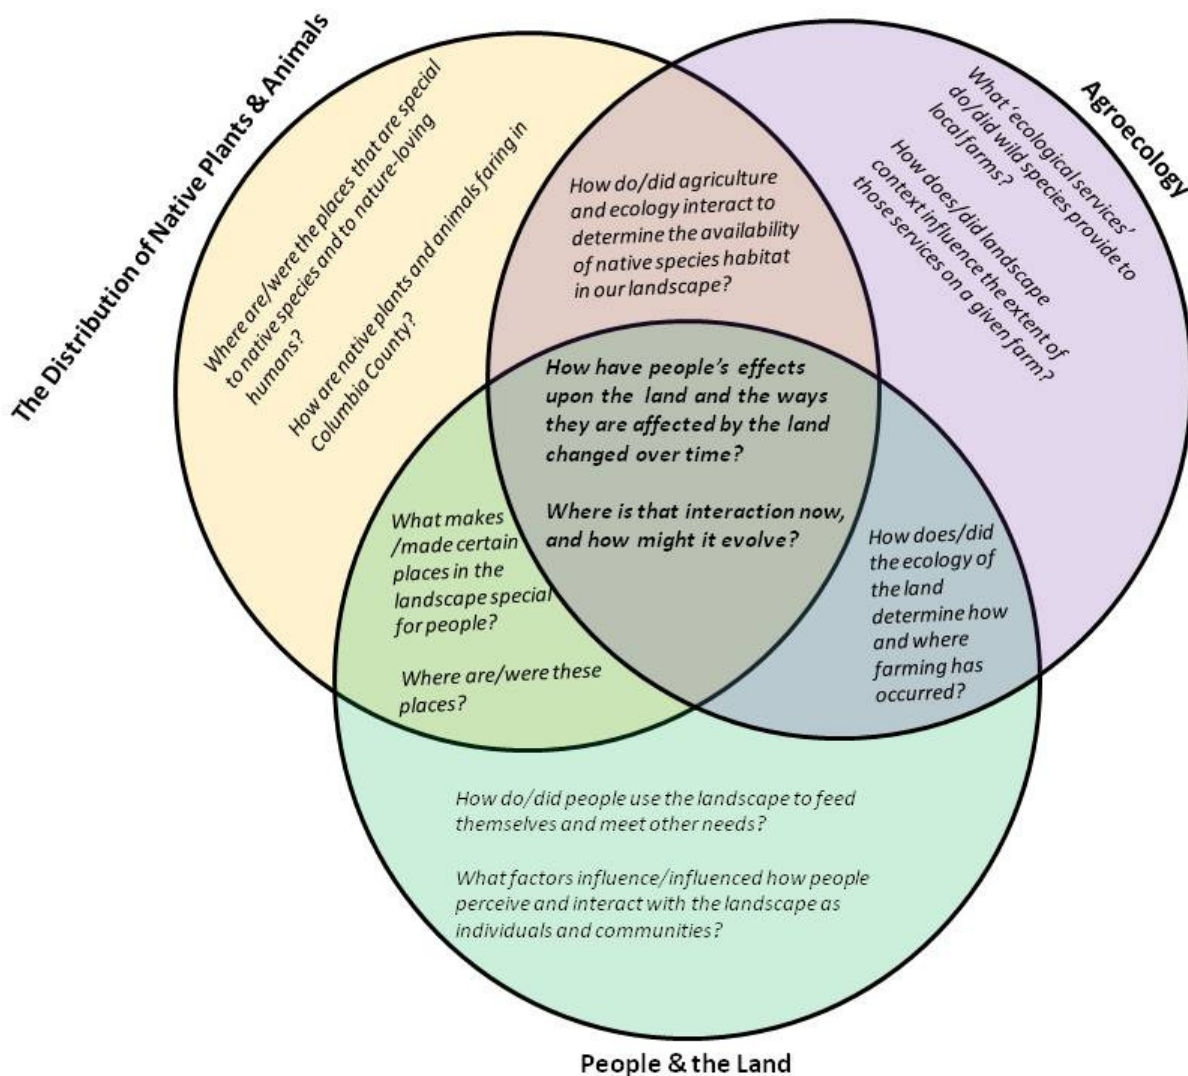 The Distribution of Native Plants & Animals
Where are/were the places that are special
to native species and to nature-loving
humans?
How are native plants and animals faring in
Columbia County?
How do/did agriculture
and ecology interact to
determine the availability
of native species habitat
in our landscape?
Agroecology
What 'ecological services'
do/did wild species provide to
local farms?
How does/did landscape
context influence the extent of
those services on a given farm?
How have people's effects
upon the land and the ways
they are affected by the land
changed over time?
Where is that interaction now,
and how might it evolve?
What makes
/made certain
places in the
landscape special
for people?
Where are/were these
places?
How does/did
the ecology of
the land
determine how
and where
farming has
occurred?
How do/did people use the landscape to feed
themselves and meet other needs?
What factors influence/influenced how people
perceive and interact with the landscape as
individuals and communities?
People & the Land